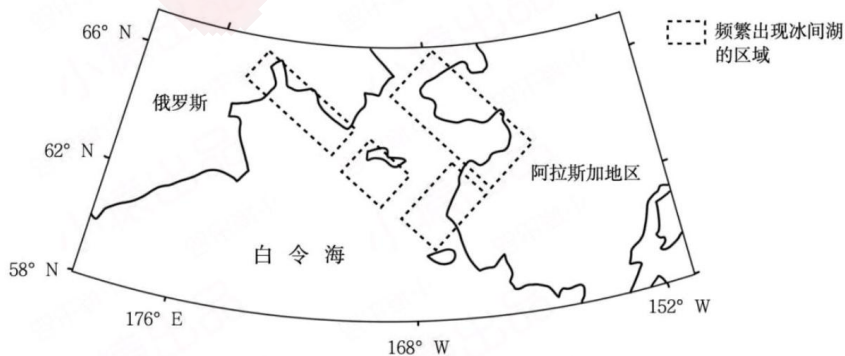 66° N
频繁出现冰间湖
的区域
俄罗斯
62° N
阿拉斯加地区
白令海
58° N
176° E
152° W
168° W